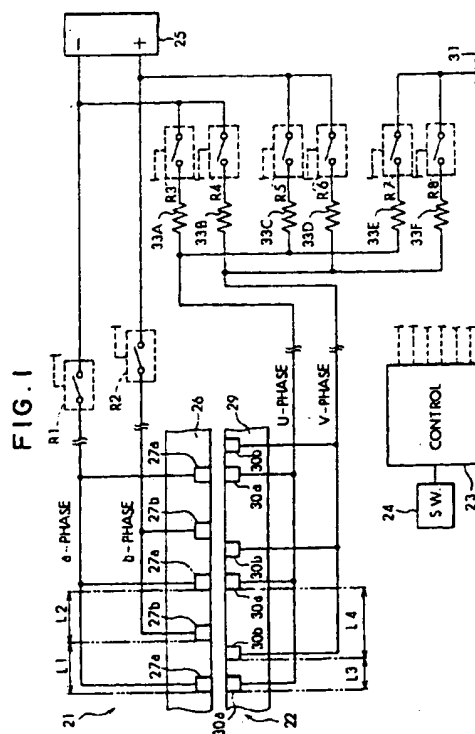 FIG. 1
25
−
+
R1
R2
a-PHASE
b-PHASE
33A
R3
33B
R4
33C
R5
33D
R6
33E
R7
33F
R8
31
L1
L2
27a
27b
27a
27b
27a
26
21
29
22
30a
30b
30a
30b
30a
30b
L3
L4
U-PHASE
V-PHASE
CONTROL
23
S.W.
24